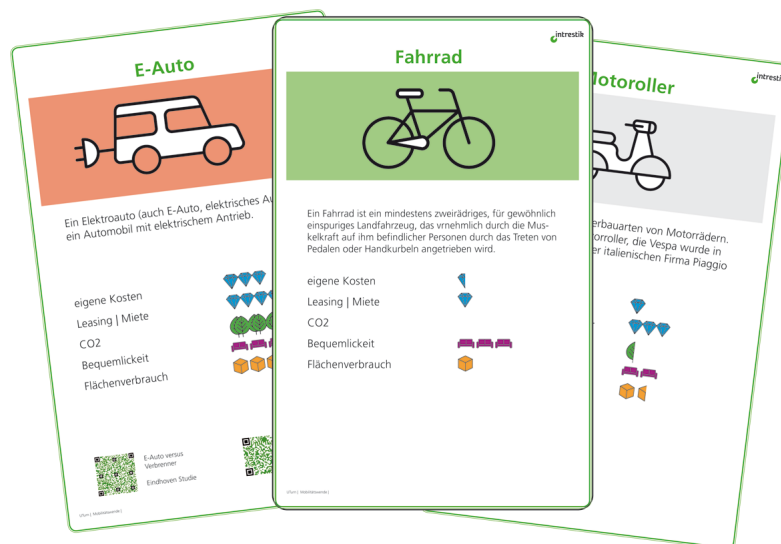 E-Auto
Ein Elektroauto (auch E-Auto, elektrisches Au
ein Automobil mit elektrischem Antrieb.
eigene Kosten
Leasing | Miete
CO2
Bequemlickeit
Flächenverbrauch
E-Auto versus
Verbrenner
Eindhoven Studie
intrestik
Fahrrad
Ein Fahrrad ist ein mindestens zweirädriges, für gewöhnlich
einspuriges Landfahrzeug, das vrnehmlich durch die Mus-
kelkraft auf ihm befindlicher Personen durch das Treten von
Pedalen oder Handkurbeln angetrieben wird.
eigene Kosten
Leasing | Miete
CO2
Bequemlickeit
Flächenverbrauch
intresti
otoroller
erbauarten von Motorrädern.
orroller, die Vespa wurde in
er italienischen Firma Piaggio